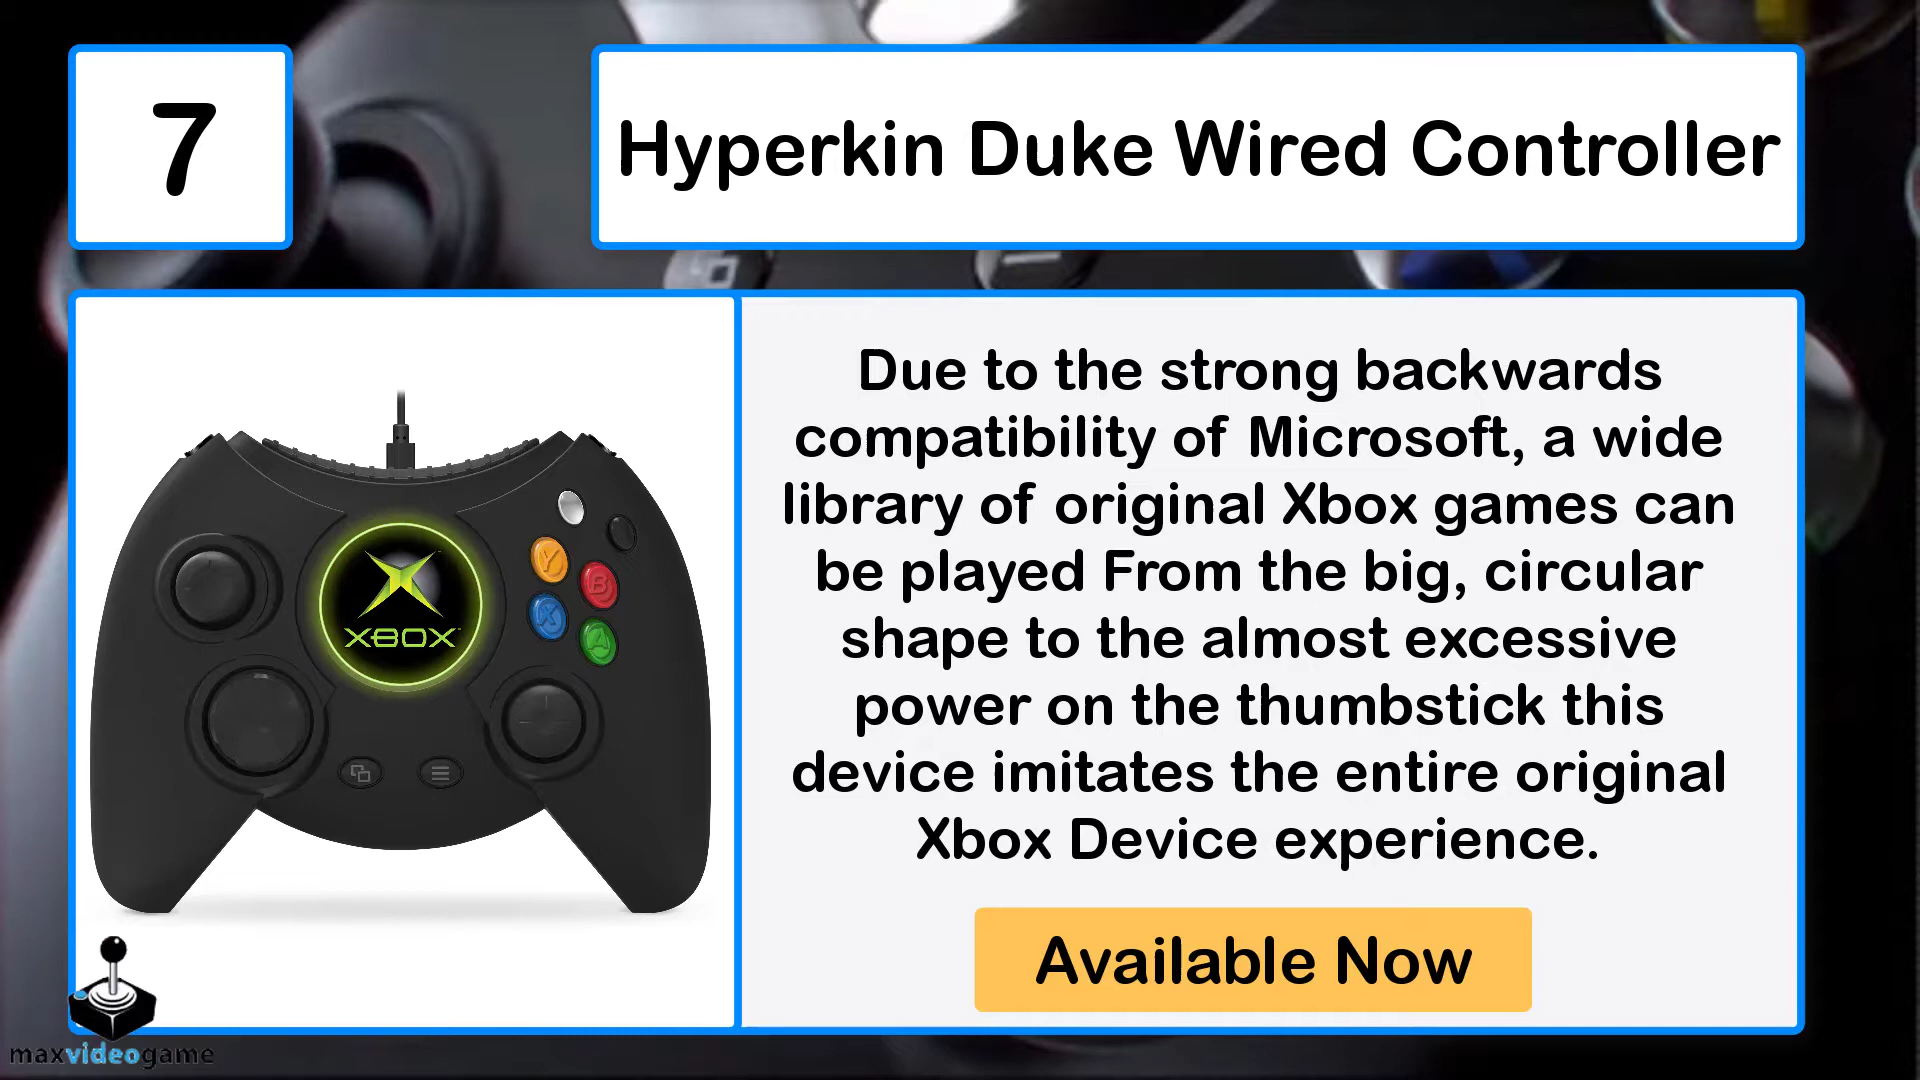 7
Hyperkin Duke Wired Controller
Due to the strong backwards
compatibility of Microsoft, a wide
library of original Xbox games can
be played From the big, circular
shape to the almost excessive
power on the thumbstick this
device imitates the entire original
Xbox Device experience.
Available Now
XBOX
Y
B
X
A
maxvideogame